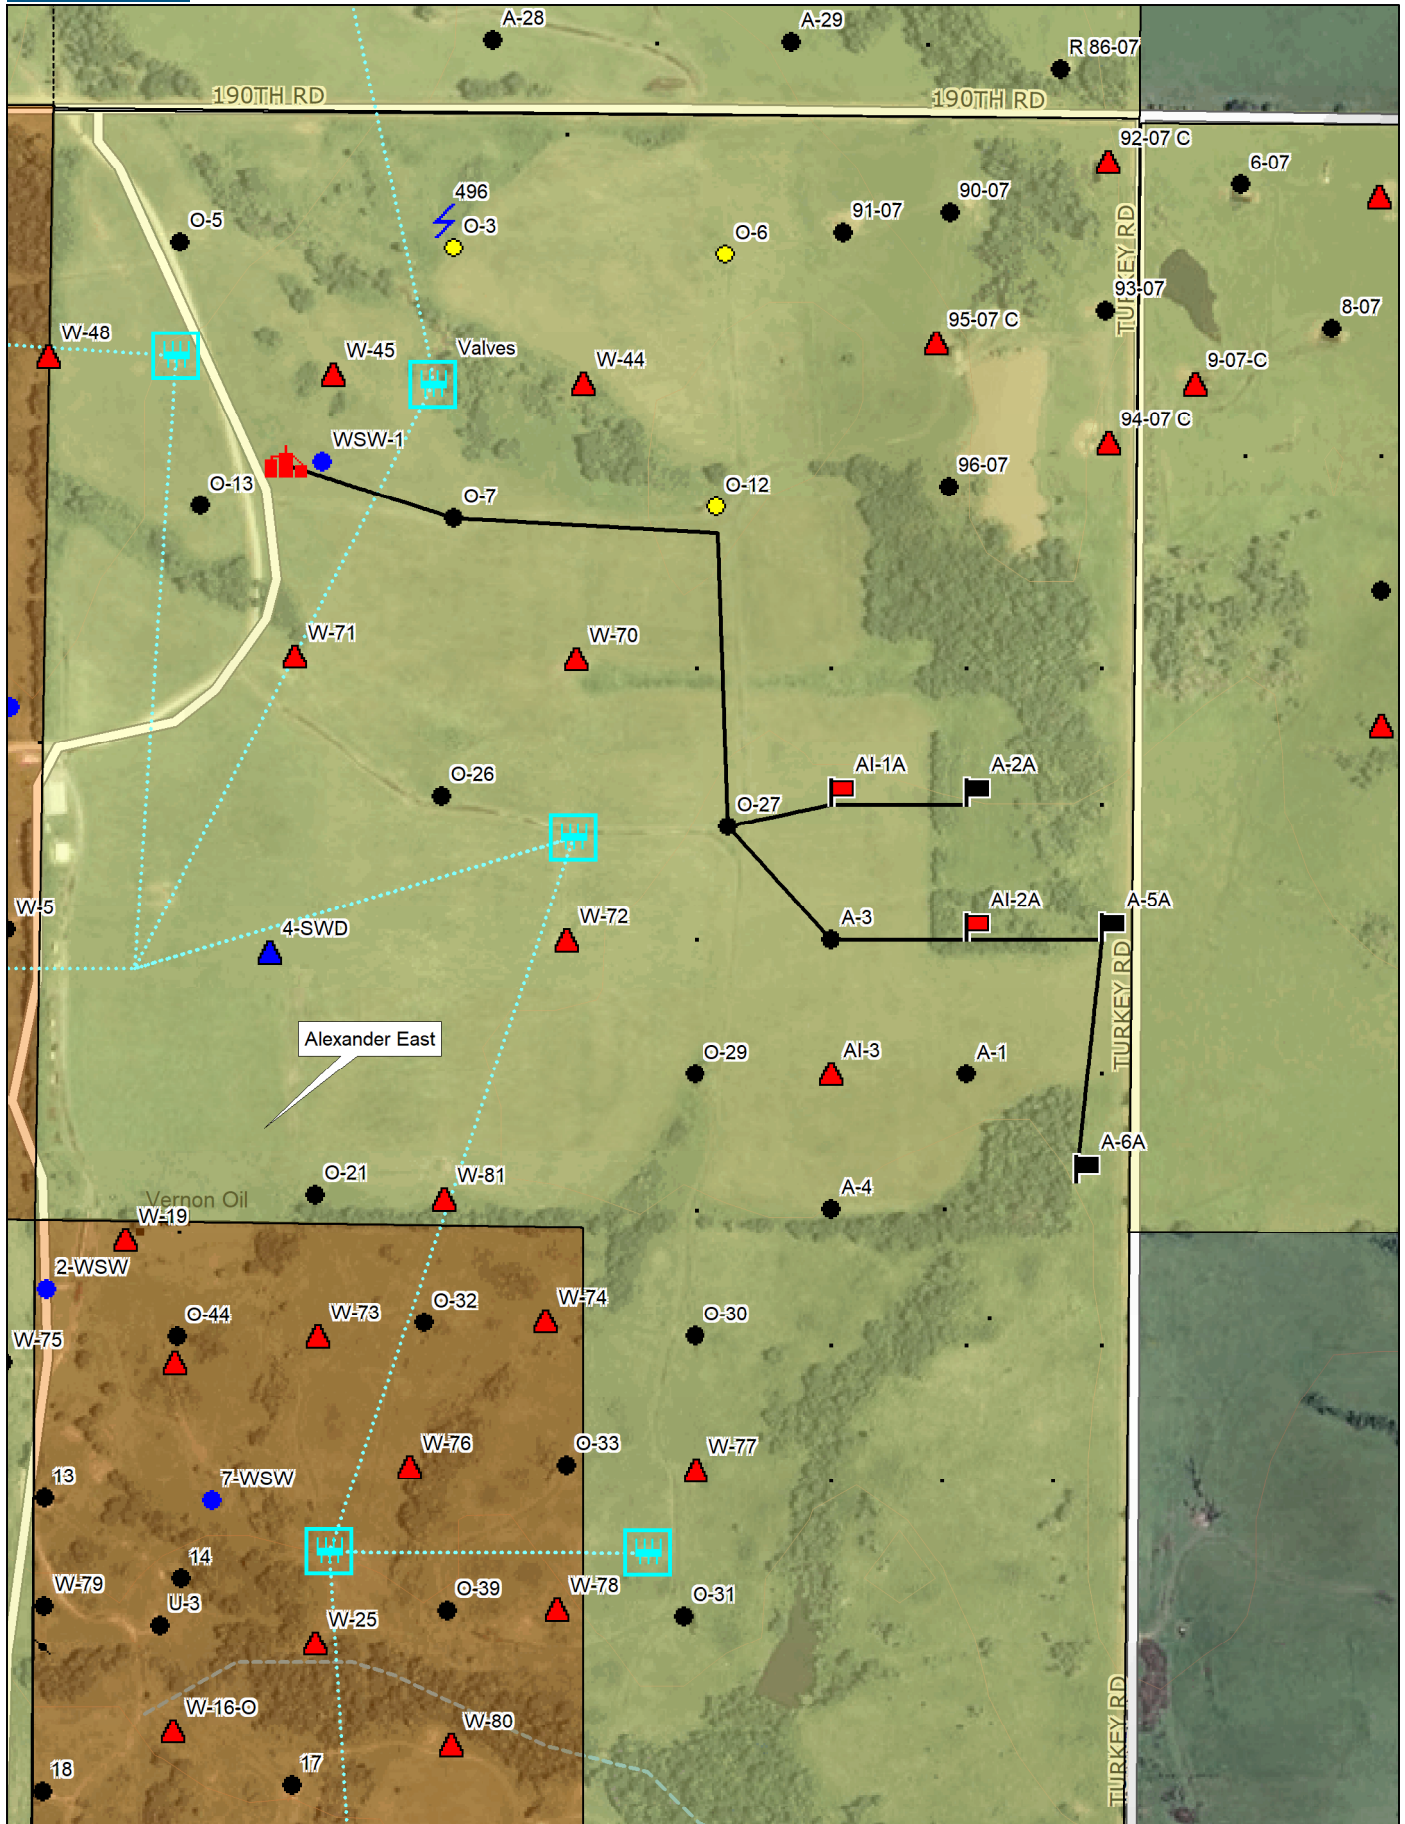 A-28
A-29
R 86-07
190TH RD
190TH RD
92-07 C
6-07
496
90-07
O-5
O-3
91-07
O-6
TURKEY RD
93-07
8-07
W-48
95-07 C
Valves
W-45
W-44
9-07-C
94-07 C
WSW-1
96-07
O-13
O-7
O-12
W-71
W-70
AI-1A
A-2A
O-26
O-27
W-5
AI-2A
A-5A
4-SWD
W-72
A-3
TURKEY RD
Alexander East
O-29
AI-3
A-1
A-6A
O-21
W-81
A-4
Vernon Oil
W-19
2-WSW
O-44
W-73
O-32
W-74
O-30
W-75
W-76
O-33
W-77
13
7-WSW
14
W-79
U-3
O-39
W-78
O-31
W-25
TURKEY RD
W-16-O
W-80
18
17